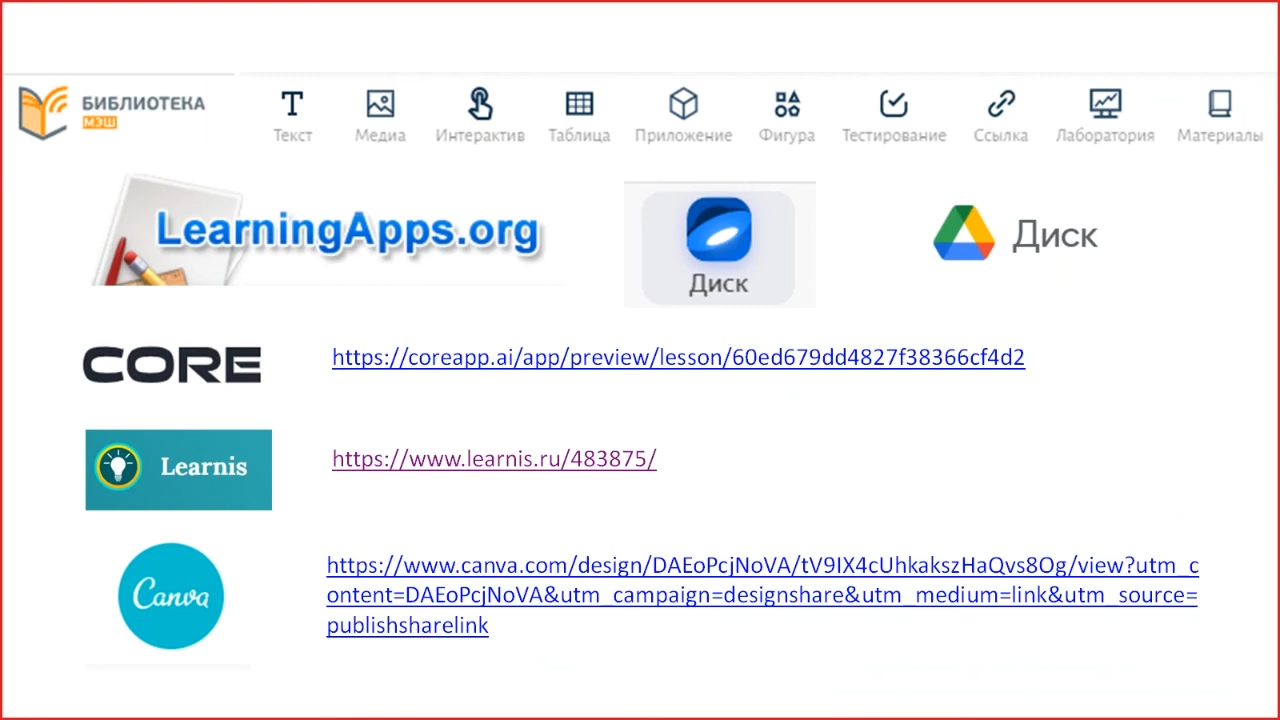 БИБЛИОТЕКА
МЭШ
Текст Медиа Интерактив Таблица Приложение Фигура Тестирование Ссылка Лаборатория Материалы
LearningApps.org
Диск
Диск
CORE
https://coreapp.ai/app/preview/lesson/60ed679dd4827f38366cf4d2
Learnis
https://www.learnis.ru/483875/
Canva
https://www.canva.com/design/DAEoPcjNoVA/tV9IX4cUhkakszHaQvs8Og/view?utm_c
ontent=DAEoPcjNoVA&utm_campaign=designshare&utm_medium=link&utm_source=
publishsharelink